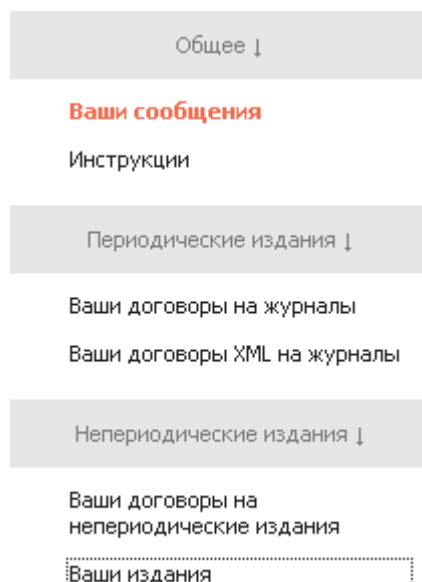 Общее ↓
Ваши сообщения
Инструкции
Периодические издания ↓
Ваши договоры на журналы
Ваши договоры XML на журналы
Непериодические издания ↓
Ваши договоры на
непериодические издания
Ваши издания